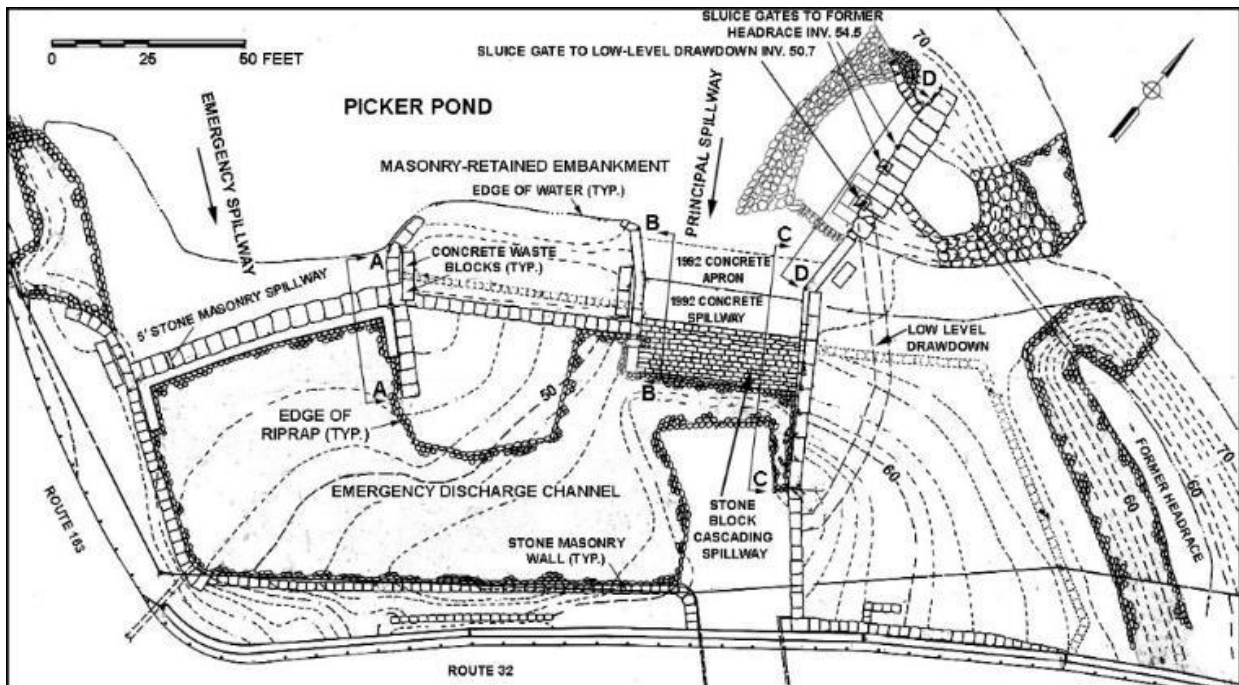 SLUICE GATES TO FORMER
HEADRACE INV. 54.5
SLUICE GATE TO LOW-LEVEL DRAWDOWN INV. 50.7
0 25 50 FEET
70
D
EMERGENCY SPILLWAY
PICKER POND
PRINCIPAL SPILLWAY
MASONRY-RETAINED EMBANKMENT
EDGE OF WATER (TYP.)
B
C
A
CONCRETE WASTE
BLOCKS (TYP.)
1992 CONCRETE
APRON
D
5' STONE MASONRY SPILLWAY
1992 CONCRETE
SPILLWAY
LOW LEVEL
DRAWDOWN
A
50
B
EDGE OF
RIPRAP (TYP.)
C
60
EMERGENCY DISCHARGE CHANNEL
STONE
BLOCK
CASCADING
SPILLWAY
STONE MASONRY
WALL (TYP.)
FORMER HEADRACE
60
60
70
ROUTE 163
ROUTE 32